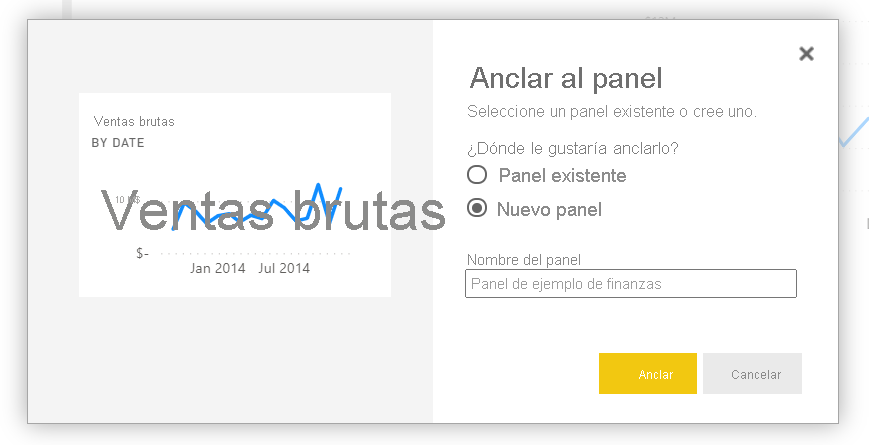 Ventas brutas
BY DATE
Ventas brutas
$-
Jan 2014 Jul 2014
Anclar al panel
Seleccione un panel existente o cree uno.
¿Dónde le gustaría anclarlo?
Panel existente
Nuevo panel
Nombre del panel
Panel de ejemplo de finanzas
Anclar
Cancelar